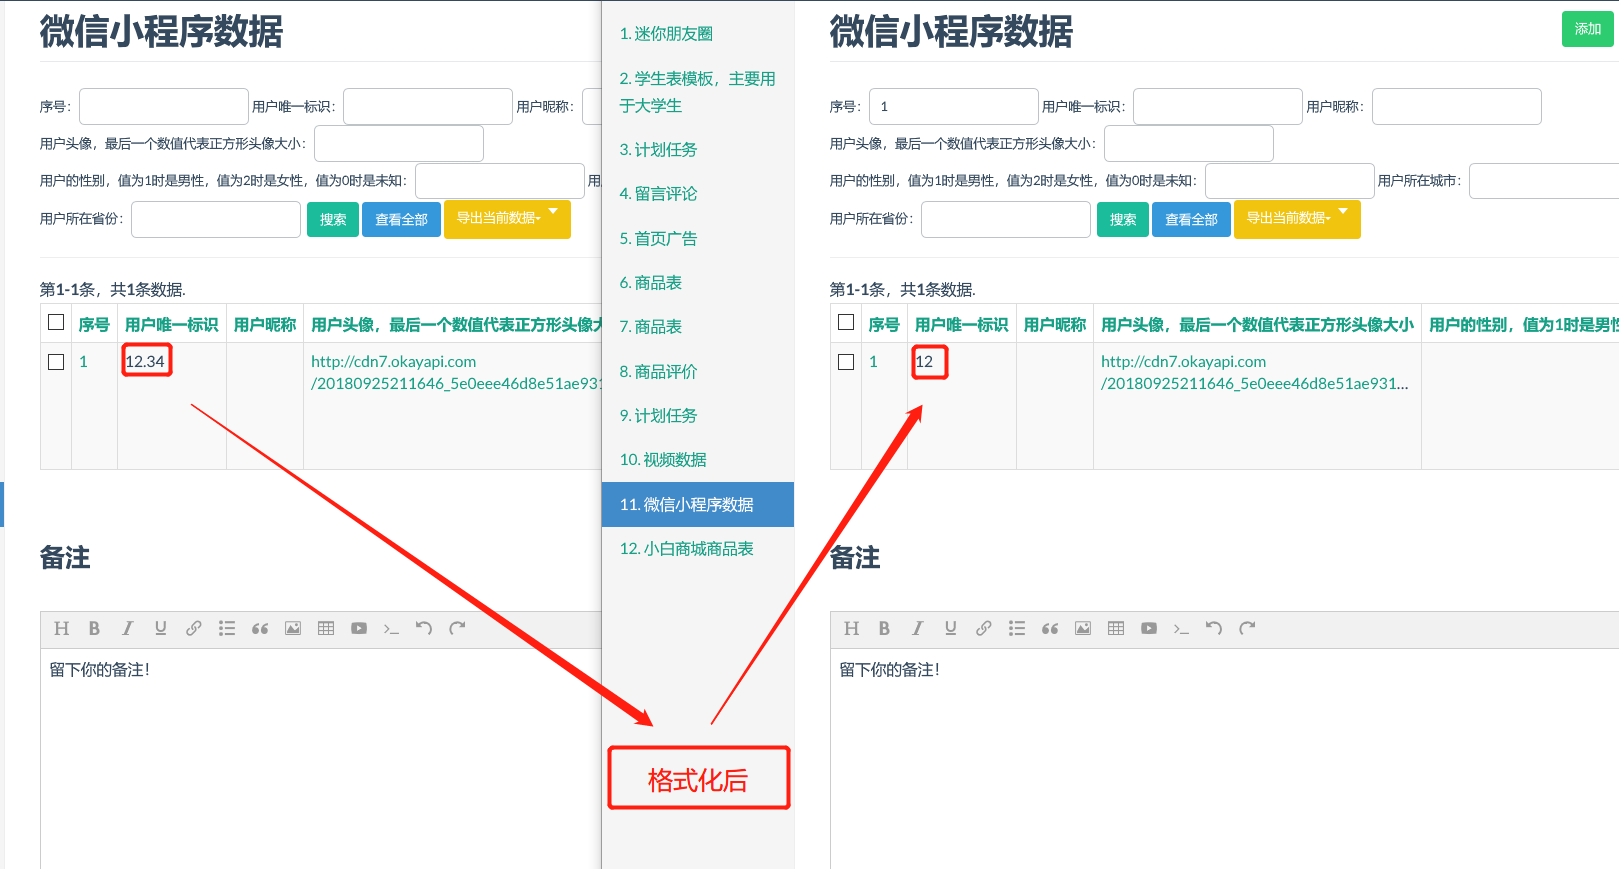 微信小程序数据
序号：
用户唯一标识：
用户昵称：
用户头像，最后一个数值代表正方形头像大小：
用户的性别，值为1时是男性，值为2时是女性，值为0时是未知：
用
用户所在省份：
搜索
查看全部
导出当前数据-
第1-1条，共1条数据.
序号
用户唯一标识
用户昵称
用户头像，最后一个数值代表正方形头像大
1
12.34
http://cdn7.okayapi.com
/20180925211646_5e0eee46d8e51ae931
备注
H B I U
留下你的备注！
1. 迷你朋友圈
2. 学生表模板，主要用
于大学生
3. 计划任务
4. 留言评论
5. 首页广告
6. 商品表
7. 商品表
8. 商品评价
9. 计划任务
10. 视频数据
11. 微信小程序数据
12. 小白商城商品表
格式化后
微信小程序数据
添加
序号：
1
用户唯一标识：
用户昵称：
用户头像，最后一个数值代表正方形头像大小：
用户的性别，值为1时是男性，值为2时是女性，值为0时是未知：
用户所在城市：
用户所在省份：
搜索
查看全部
导出当前数据-
第1-1条，共1条数据.
序号
用户唯一标识
用户昵称
用户头像，最后一个数值代表正方形头像大小
用户的性别，值为1时是男性
1
12
http://cdn7.okayapi.com
/20180925211646_5e0eee46d8e51ae931...
备注
H B I U
留下你的备注！